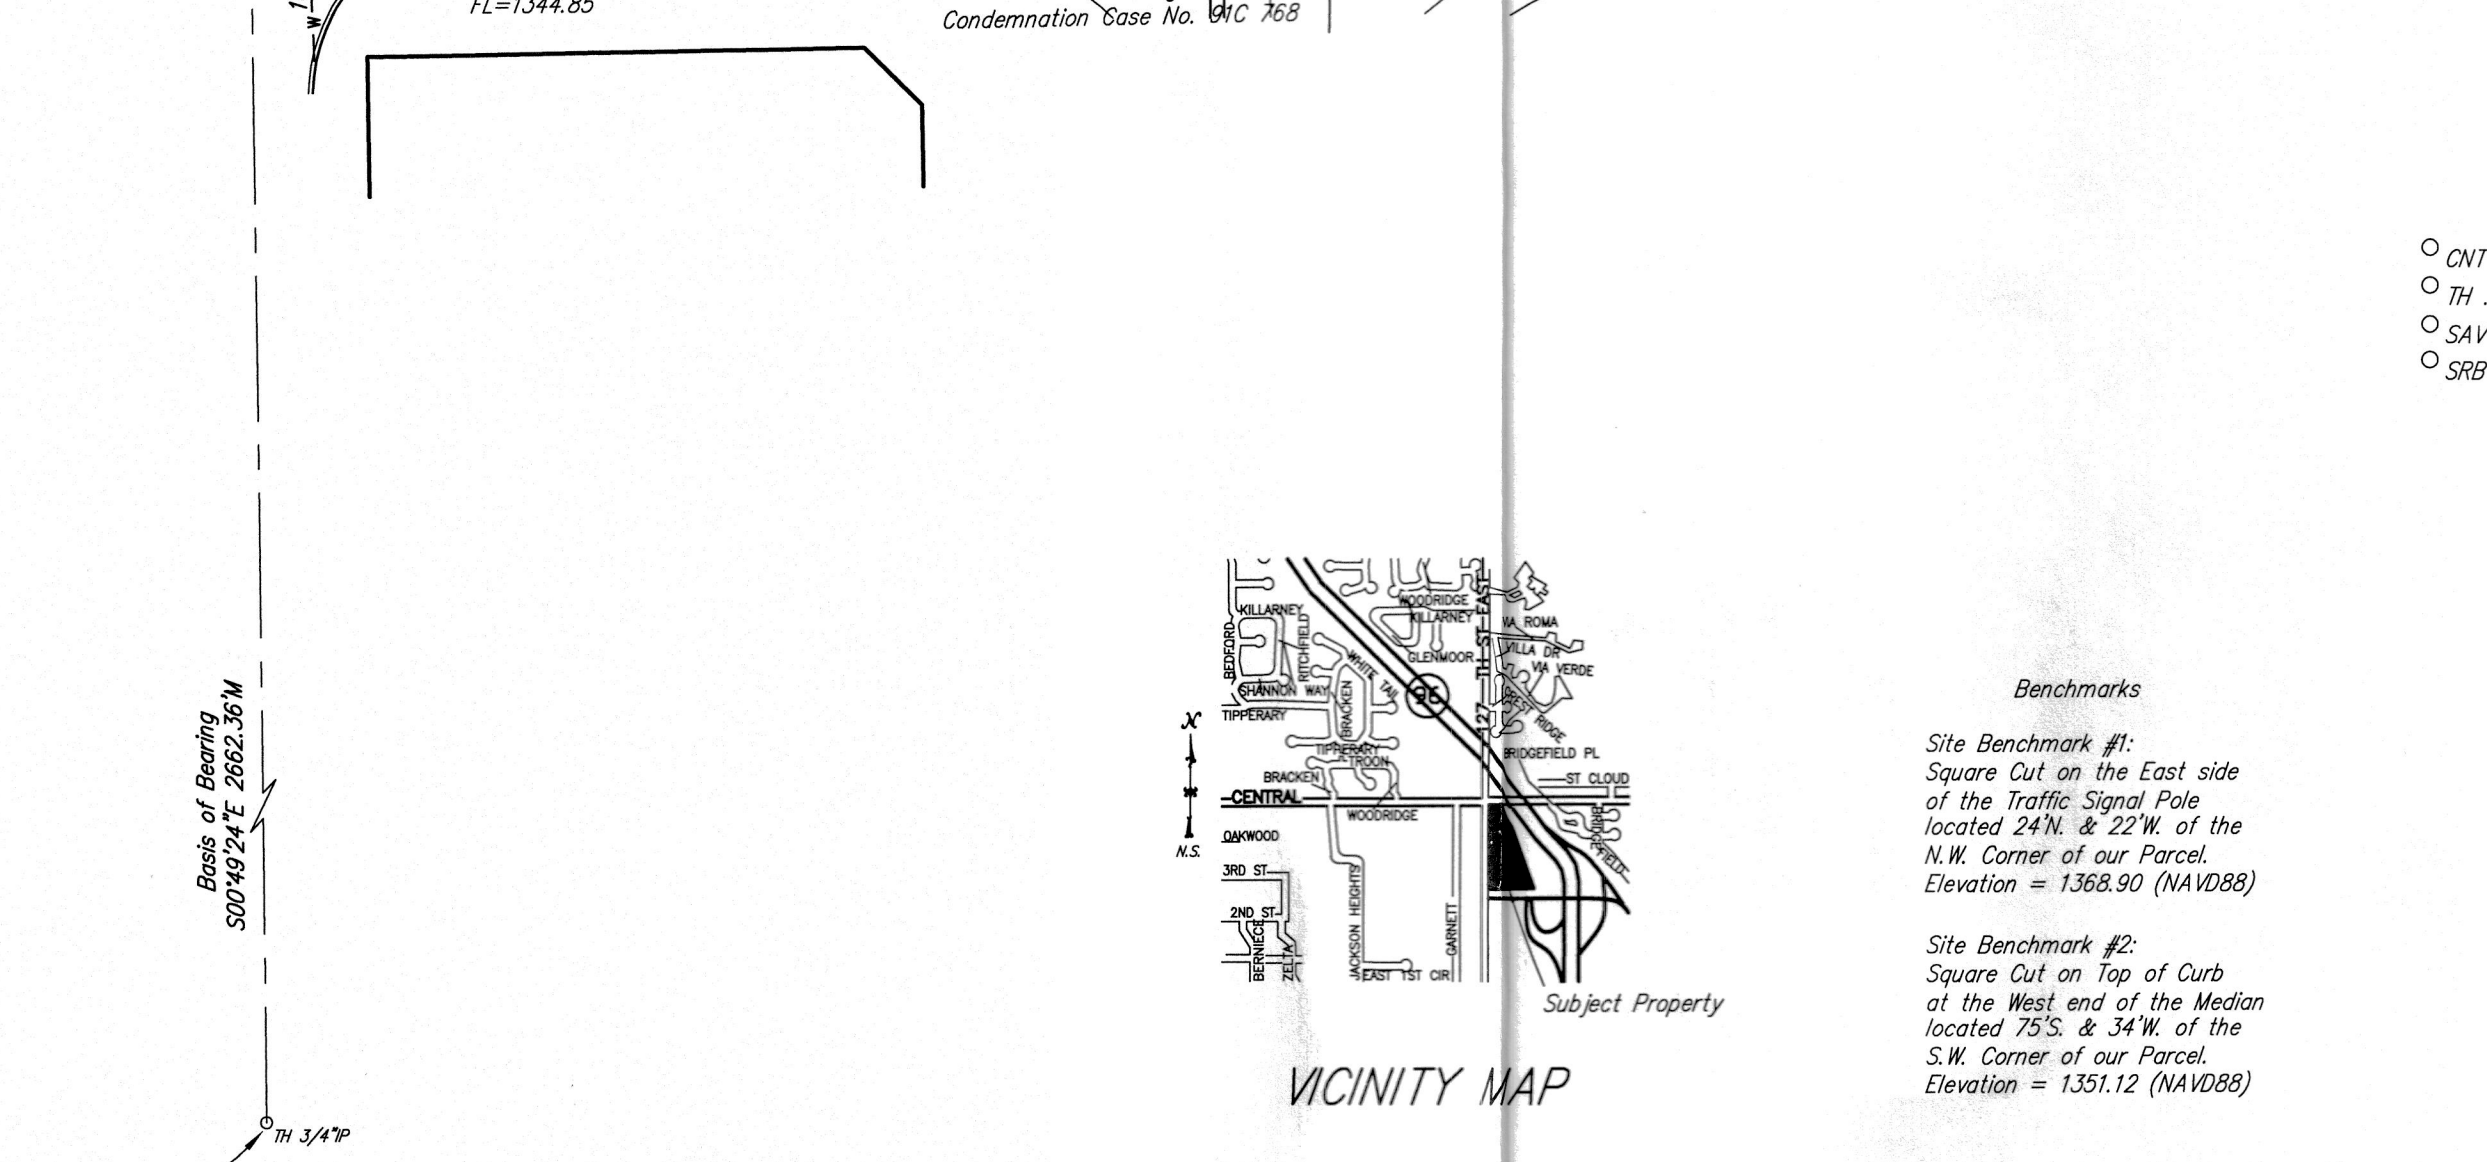 W
FL=1344.85
Condemnation Case No. 91C 768
CNT
TH
SAV
SRB
Basis of Bearing
S00°49'24"E 2662.36'M
TH 3/4"IP
KILLARNEY
BEDFORD
RITCHFIELD
SHANNON WAY
TIPPERARY
WHITE TAIL
BRACKEN
TIPPERARY
TROON
BRACKEN
WOODRIDGE
KILLARNEY
GLENMOOR
96
127 TH ST EAST
VIA ROMA
VILLA DR
VIA VERDE
CREST RIDGE
BRIDGEFIELD PL
ST CLOUD
CENTRAL
WOODRIDGE
BRIDGEFIELD
OAKWOOD
3RD ST
2ND ST
BERNIECE
ZELTA
JACKSON HEIGHTS
GARNETT
EAST 1ST CIR
N
N.S.
Subject Property
VICINITY MAP
Benchmarks
Site Benchmark #1:
Square Cut on the East side
of the Traffic Signal Pole
located 24'N. & 22'W. of the
N.W. Corner of our Parcel.
Elevation = 1368.90 (NAVD88)
Site Benchmark #2:
Square Cut on Top of Curb
at the West end of the Median
located 75'S. & 34'W. of the
S.W. Corner of our Parcel.
Elevation = 1351.12 (NAVD88)